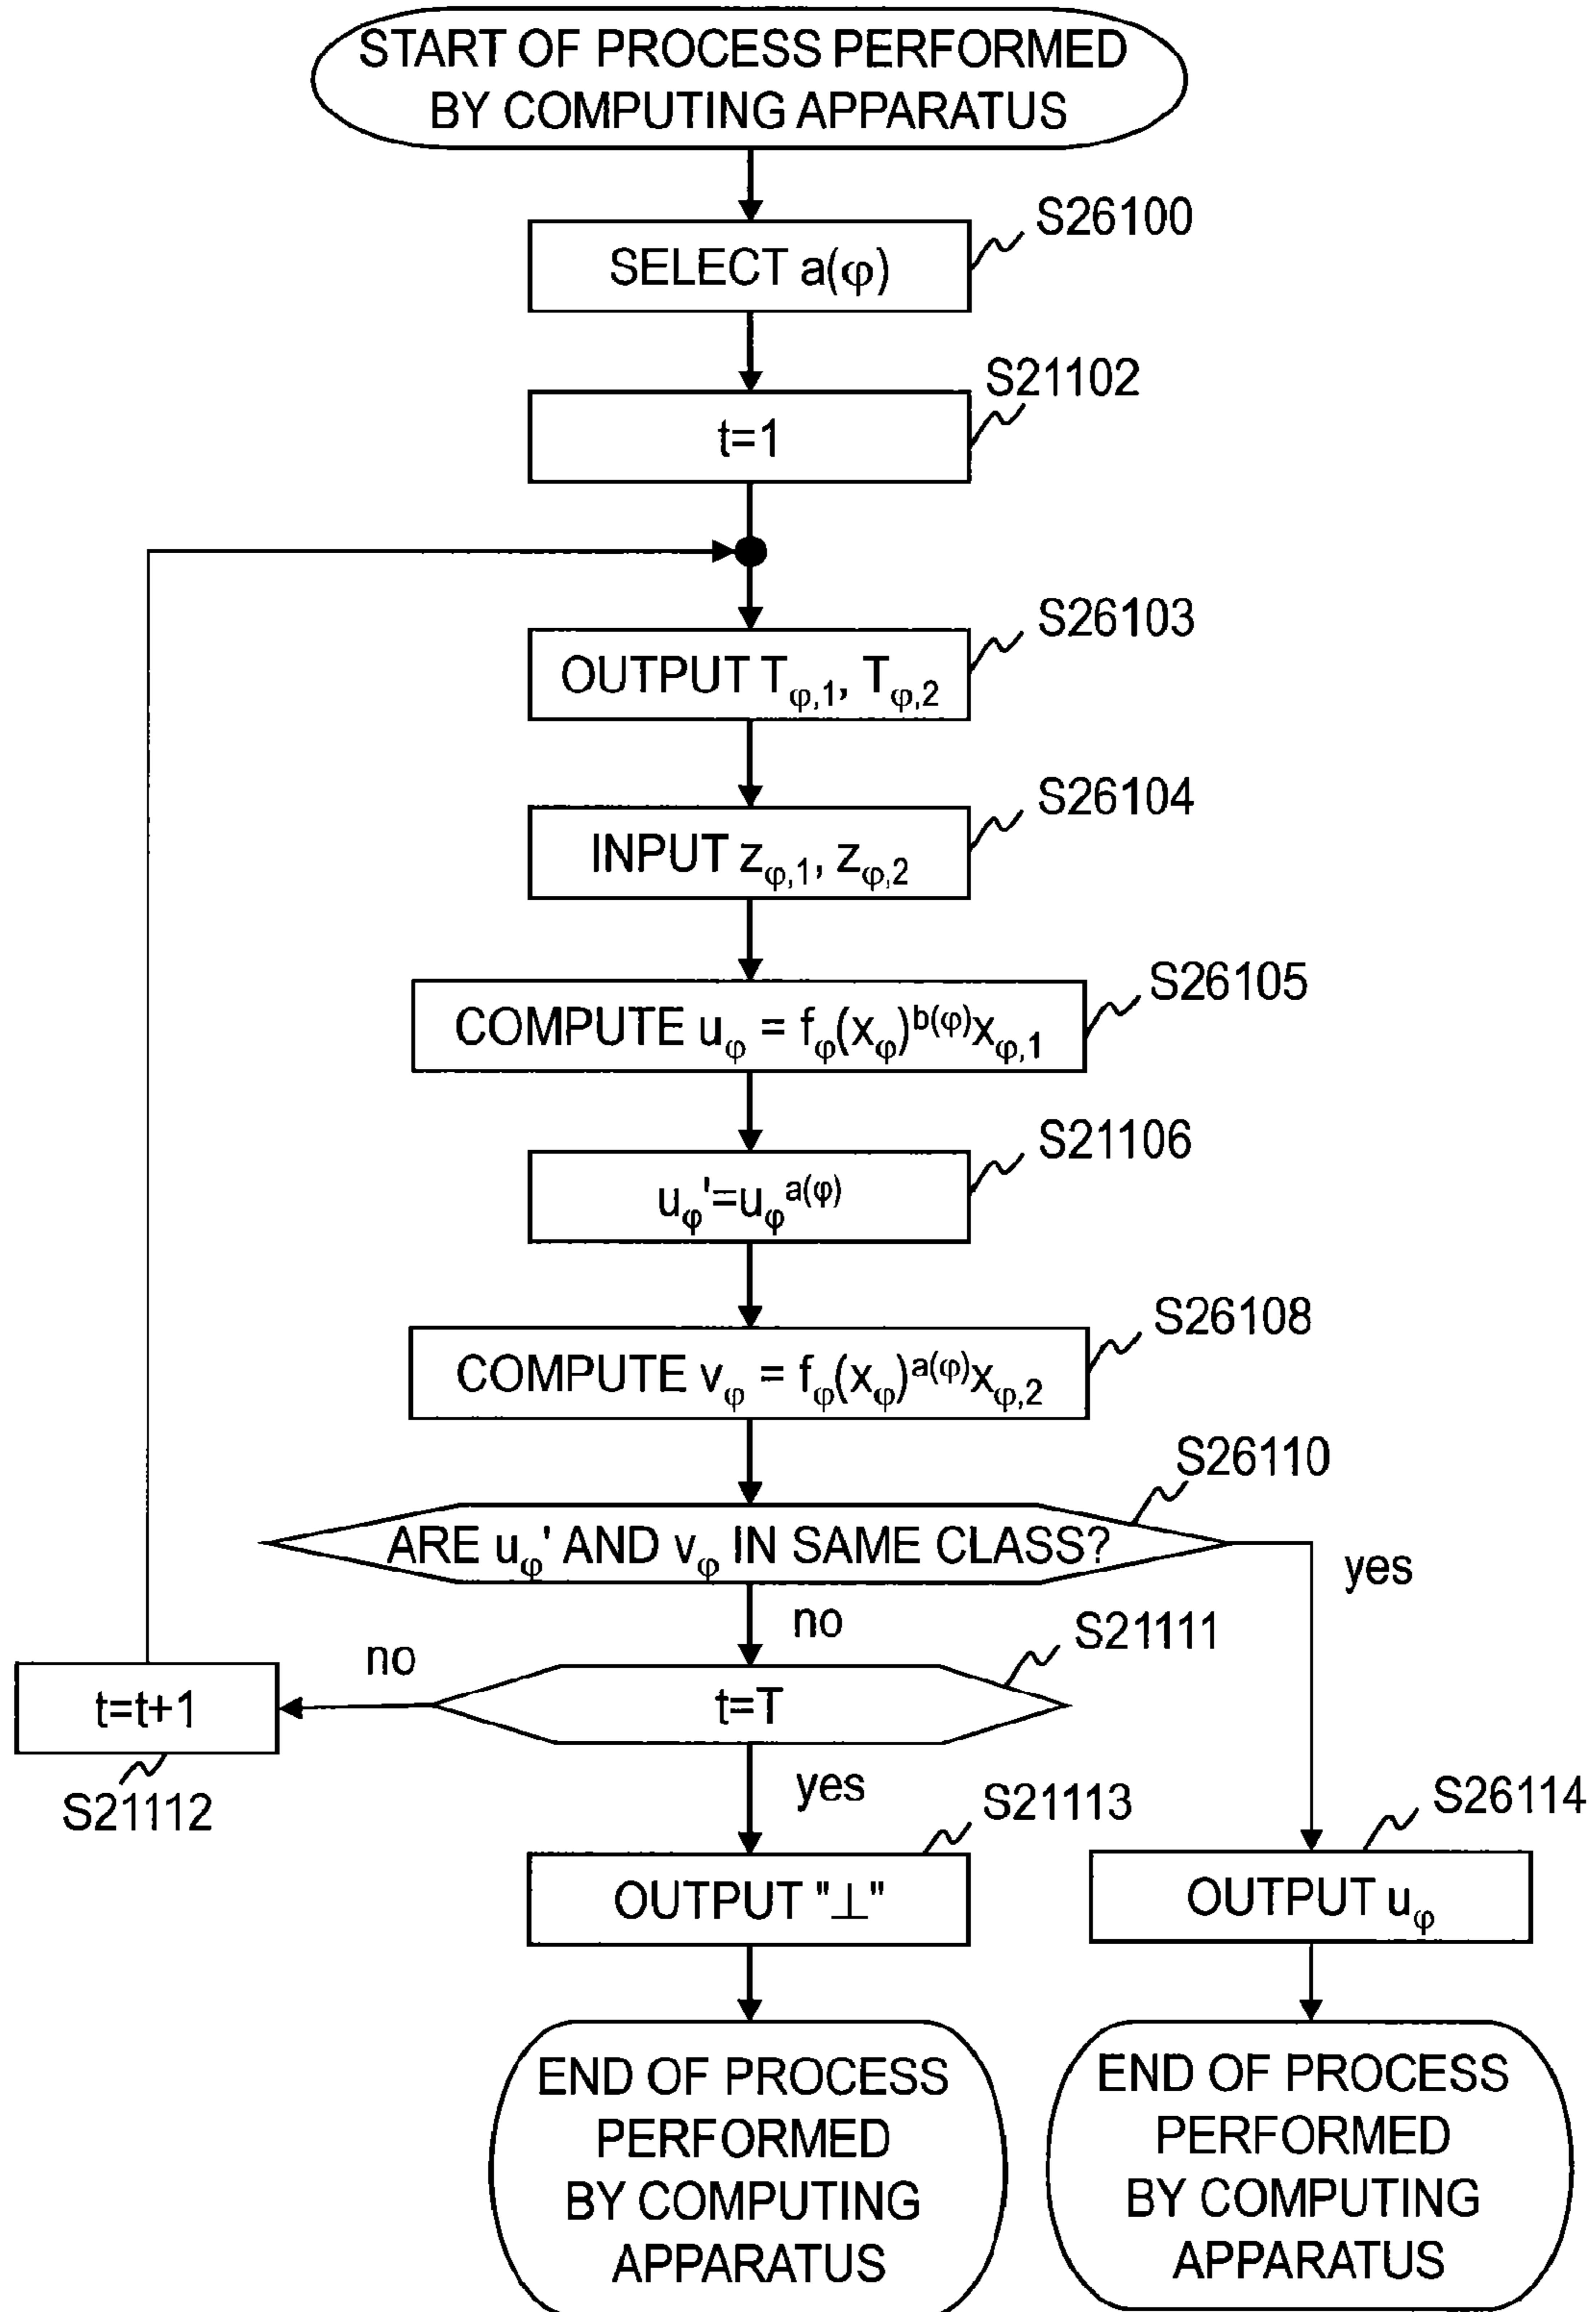 START OF PROCESS PERFORMED
BY COMPUTING APPARATUS
S26100
SELECT a(φ)
S21102
t=1
S26103
OUTPUT Tφ,1, Tφ,2
S26104
INPUT zφ,1, zφ,2
S26105
COMPUTE uφ = fφ(xφ)^b(φ)xφ,1
S21106
uφ'=uφ^a(φ)
S26108
COMPUTE vφ = fφ(xφ)^a(φ)xφ,2
S26110
ARE uφ' AND vφ IN SAME CLASS?
yes
no
S21111
no
t=T
t=t+1
S21112
yes
S21113
S26114
OUTPUT "⊥"
OUTPUT uφ
END OF PROCESS
PERFORMED
BY COMPUTING
APPARATUS
END OF PROCESS
PERFORMED
BY COMPUTING
APPARATUS